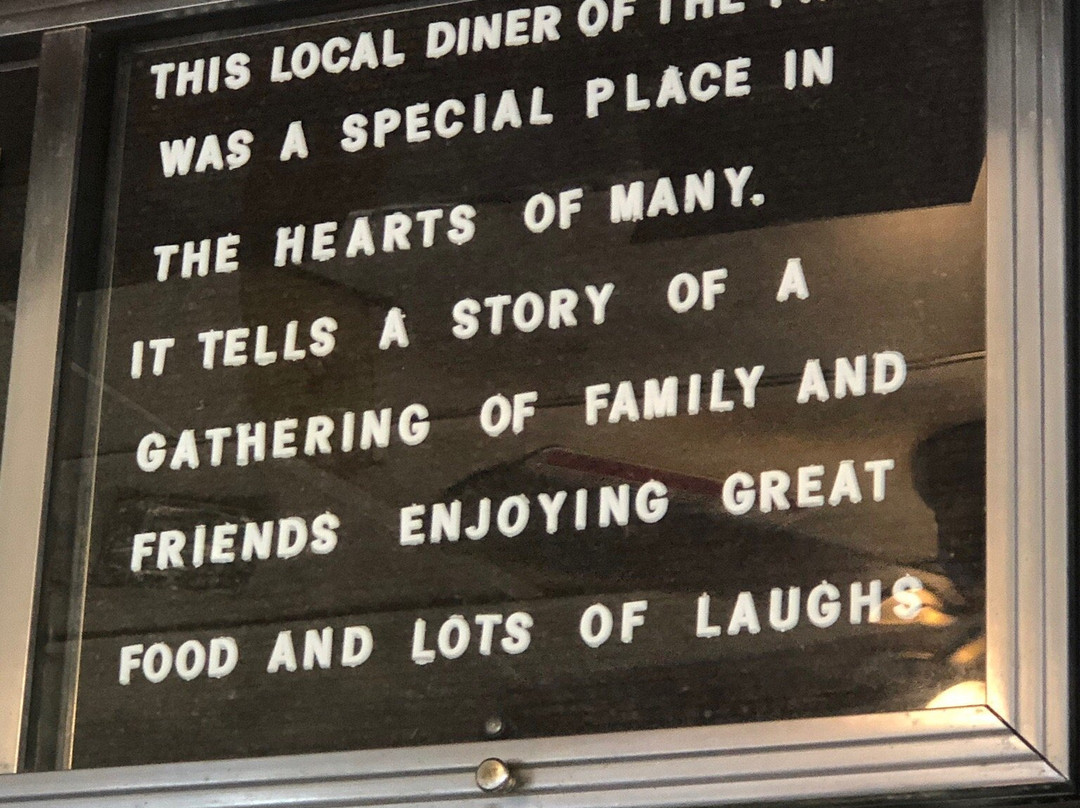 THIS LOCAL DINER OF THE
WAS A SPECIAL PLACE IN
THE HEARTS OF MANY.
IT TELLS A STORY OF A
GATHERING OF FAMILY AND
FRIENDS ENJOYING GREAT
FOOD AND LOTS OF LAUGHS